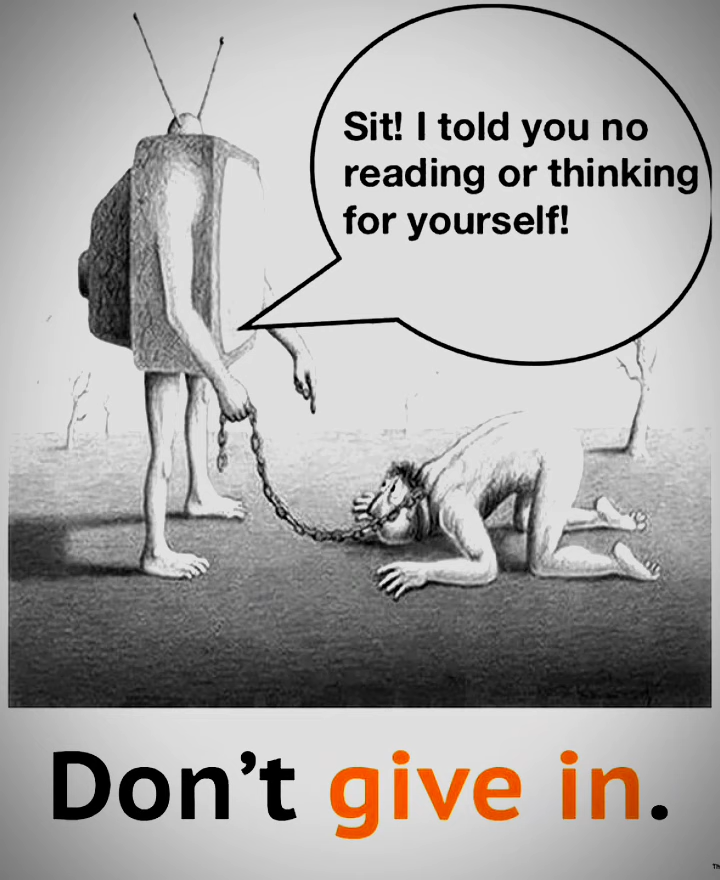 Sit! I told you no
reading or thinking
for yourself!
Don't give in.